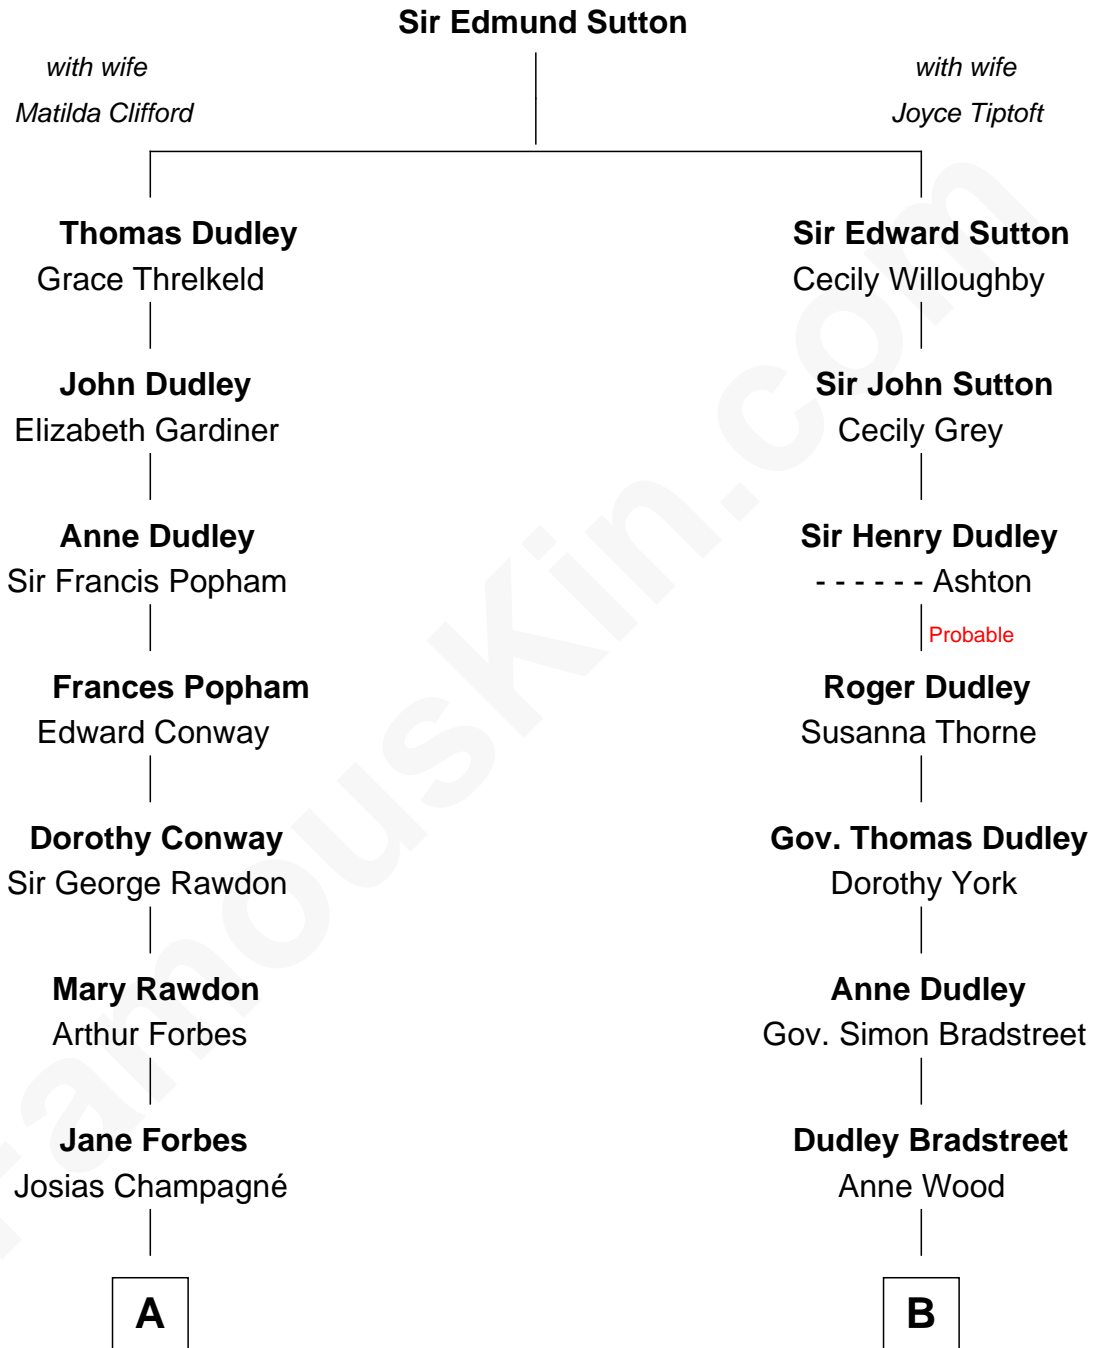 Sir Edmund Sutton
with wife
Matilda Clifford
with wife
Joyce Tiptoft
Thomas Dudley
Grace Threlkeld
Sir Edward Sutton
Cecily Willoughby
John Dudley
Elizabeth Gardiner
Sir John Sutton
Cecily Grey
Anne Dudley
Sir Francis Popham
Sir Henry Dudley
- - - - - - Ashton
Probable
Frances Popham
Edward Conway
Roger Dudley
Susanna Thorne
Dorothy Conway
Sir George Rawdon
Gov. Thomas Dudley
Dorothy York
Mary Rawdon
Arthur Forbes
Anne Dudley
Gov. Simon Bradstreet
Jane Forbes
Josias Champagné
Dudley Bradstreet
Anne Wood
A
B
FamousKin.com